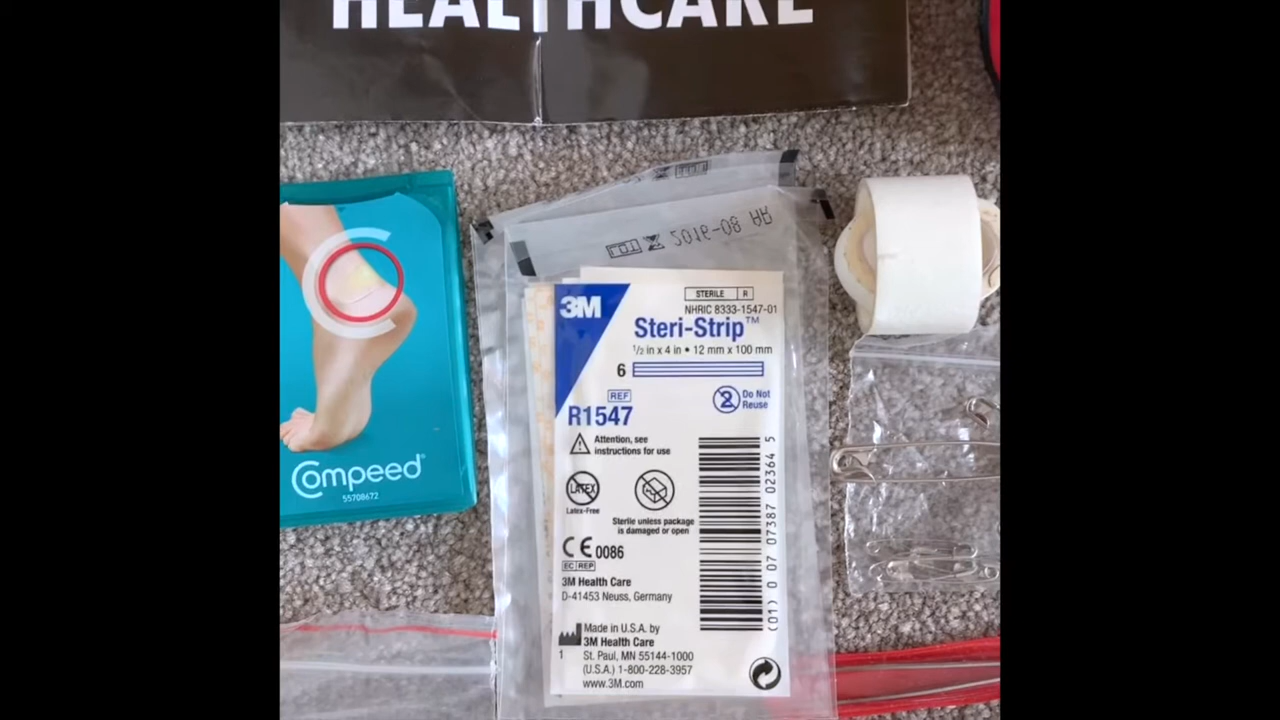 HEALTHCARE
LOT
LOT 2016-08 AR
3M
STERILE R
NHRIC 8333-1547-01
Steri-Strip™
1/2 in x 4 in • 12 mm x 100 mm
6
REF
R1547
2 Do Not
Reuse
Attention, see
instructions for use
LATEX
Latex-Free
Sterile unless package
is damaged or open
CE 0086
EC REP
3M Health Care
D-41453 Neuss, Germany
Made in U.S.A. by
3M Health Care
1 St. Paul, MN 55144-1000
(U.S.A.) 1-800-228-3957
www.3M.com
(01) 0 07 07387 02364 5
Compeed®
55708672